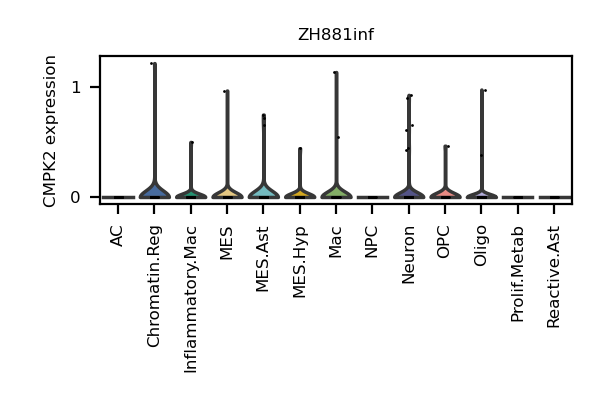 ZH881inf
CMPK2 expression
1
0
AC
Chromatin.Reg
Inflammatory.Mac
MES
MES.Ast
MES.Hyp
Mac
NPC
Neuron
OPC
Oligo
Prolif.Metab
Reactive.Ast